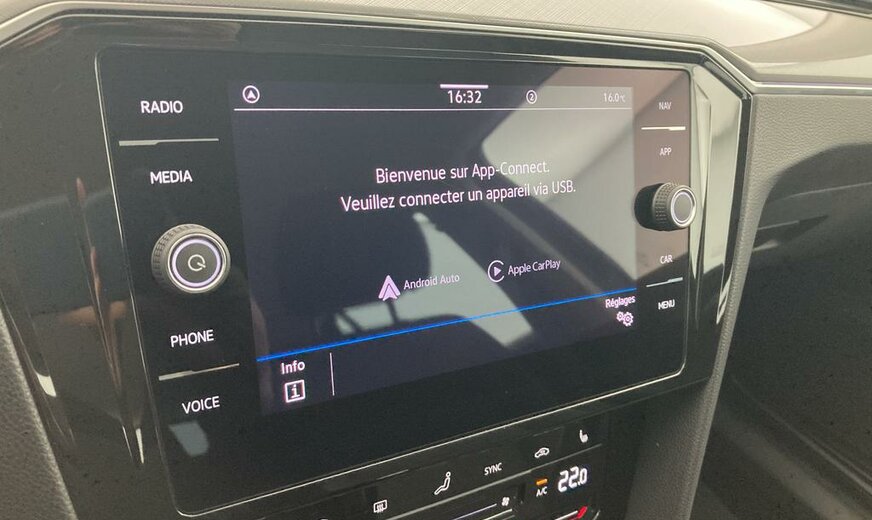 RADIO
MEDIA
PHONE
VOICE
16:32
2
16.0°C
Bienvenue sur App-Connect.
Veuillez connecter un appareil via USB.
Android Auto
Apple CarPlay
Réglages
Info
i
NAV
APP
CAR
MENU
SYNC
A/C
22.0